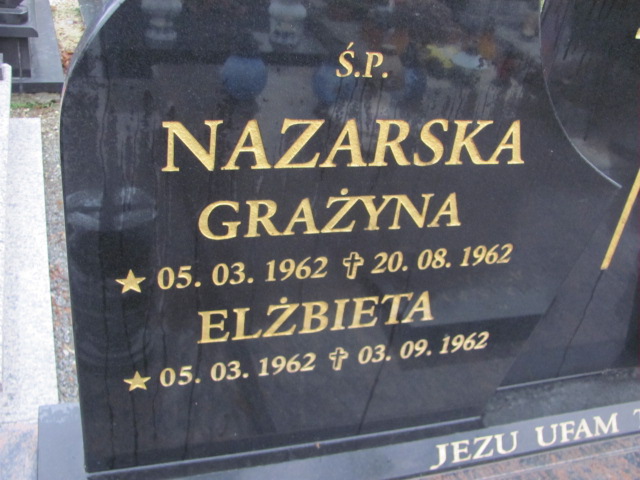 Ś.P.
NAZARSKA
GRAŻYNA
★ 05. 03. 1962 ✝ 20. 08. 1962
ELŻBIETA
★ 05. 03. 1962 ✝ 03. 09. 1962
JEZU UFAM